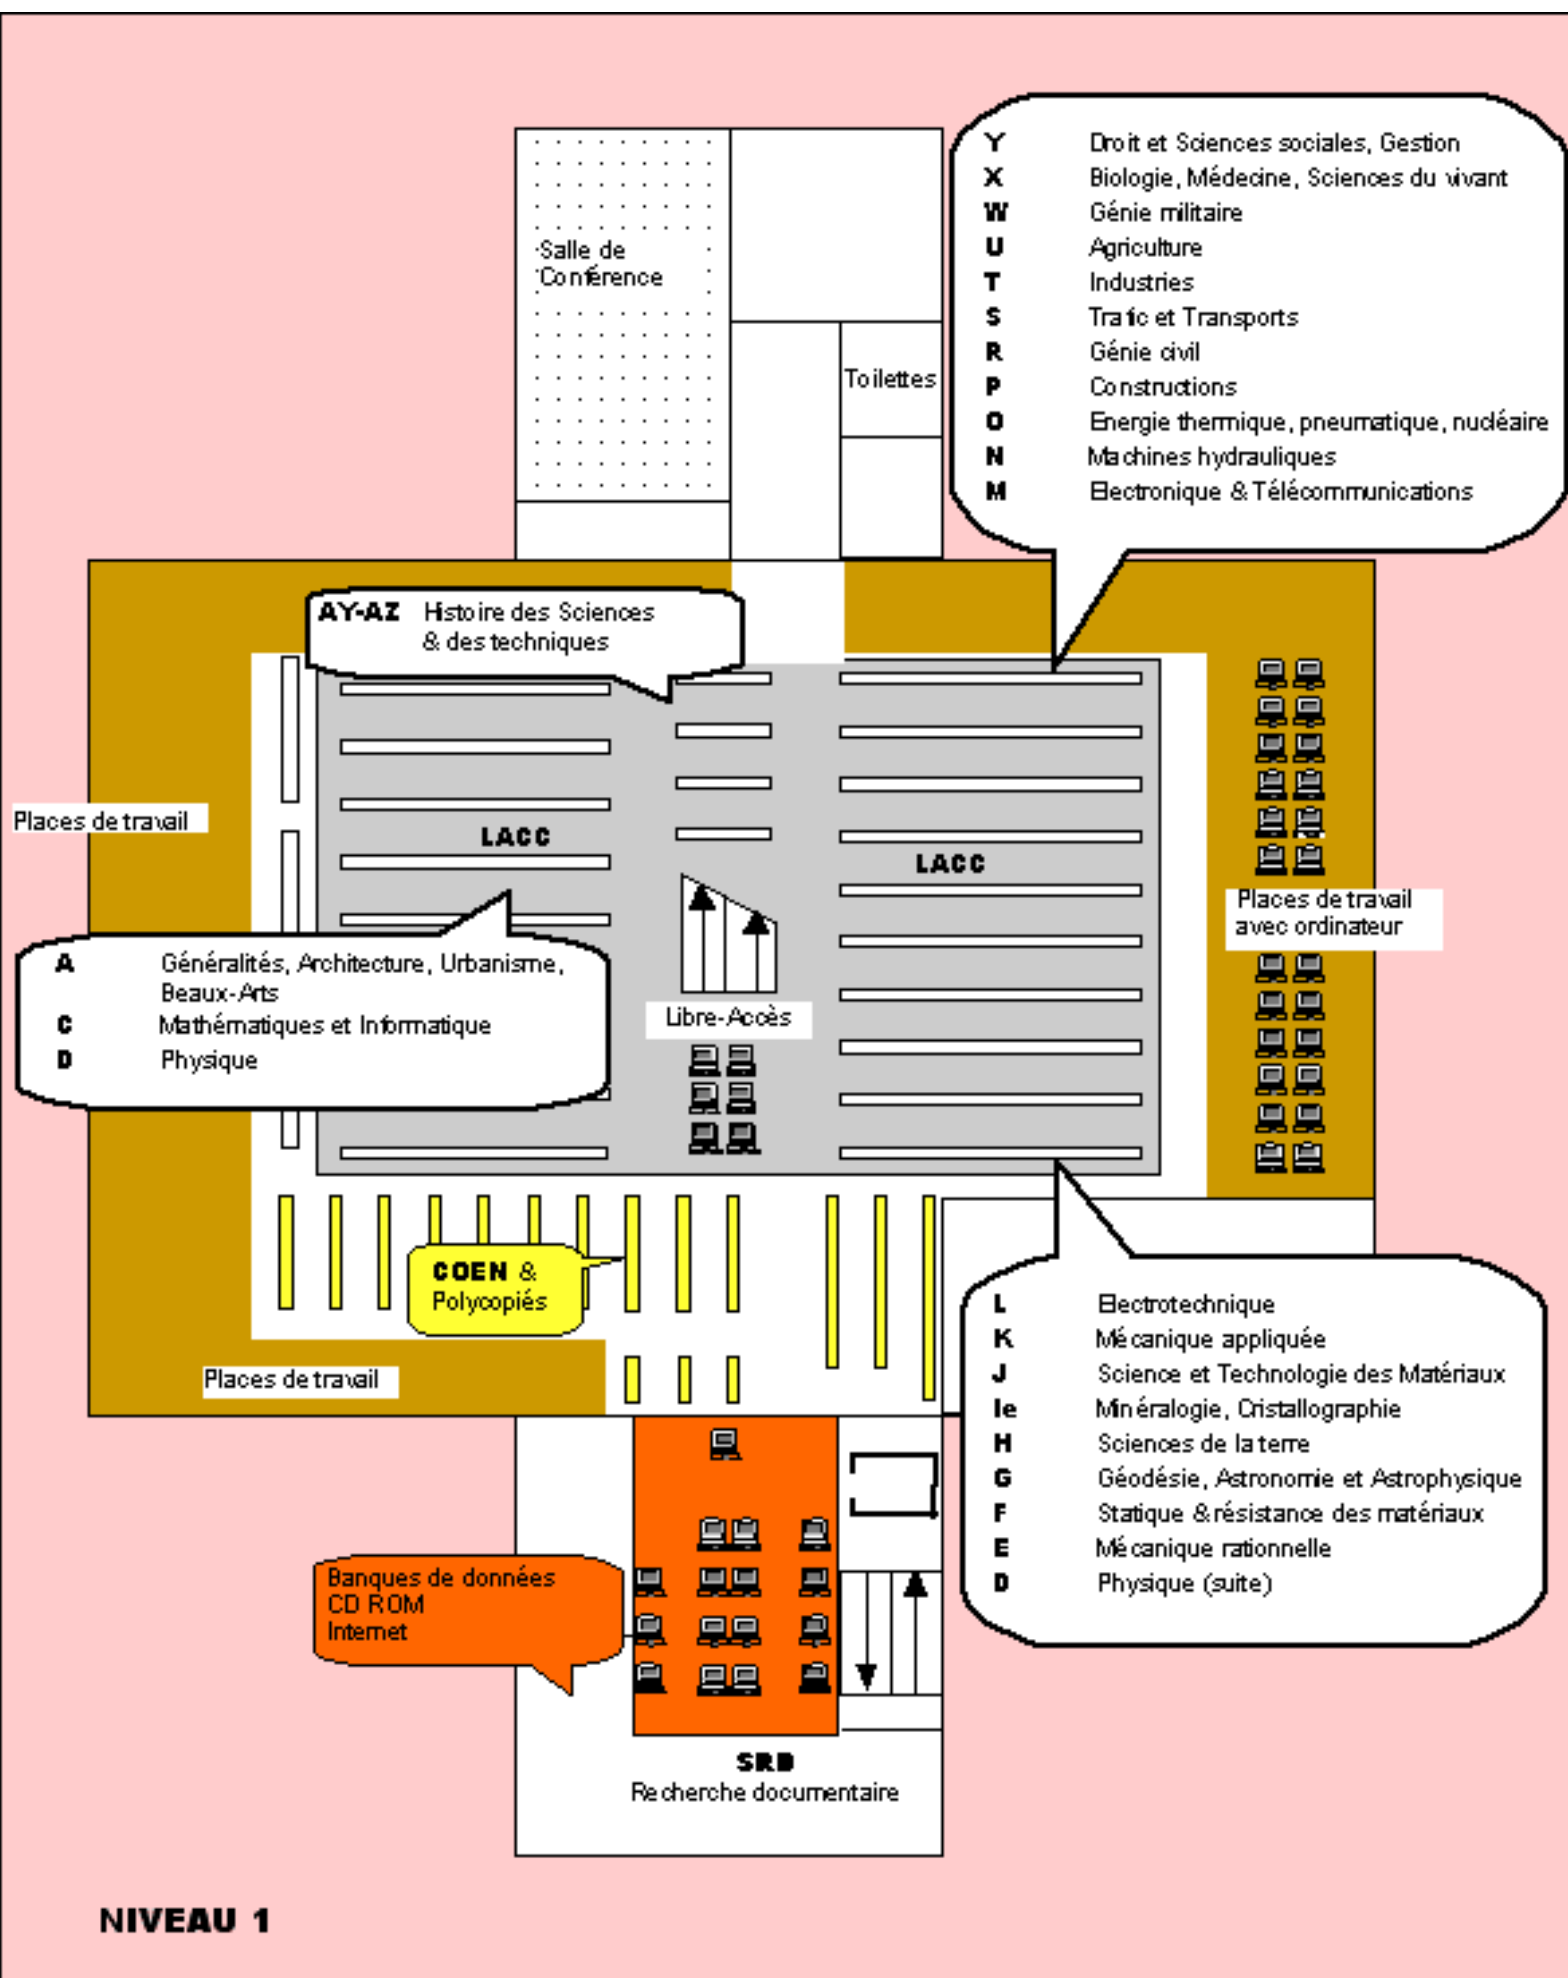 Y Droit et Sciences sociales, Gestion
X Biologie, Médecine, Sciences du vivant
W Génie militaire
U Agriculture
T Industries
S Trafic et Transports
R Génie civil
P Constructions
O Energie thermique, pneumatique, nucléaire
N Machines hydrauliques
M Electronique & Télécommunications
Salle de
Conférence
Toilettes
AY-AZ Histoire des Sciences
& des techniques
Places de travail
LACC
LACC
Places de travail
avec ordinateur
A Généralités, Architecture, Urbanisme,
Beaux-Arts
C Mathématiques et Informatique
D Physique
Libre-Accès
COEN &
Polycopiés
Places de travail
L Electrotechnique
K Mécanique appliquée
J Science et Technologie des Matériaux
Ie Minéralogie, Cristallographie
H Sciences de la terre
G Géodésie, Astronomie et Astrophysique
F Statique & résistance des matériaux
E Mécanique rationnelle
D Physique (suite)
Banques de données
CD ROM
Internet
SRD
Recherche documentaire
NIVEAU 1